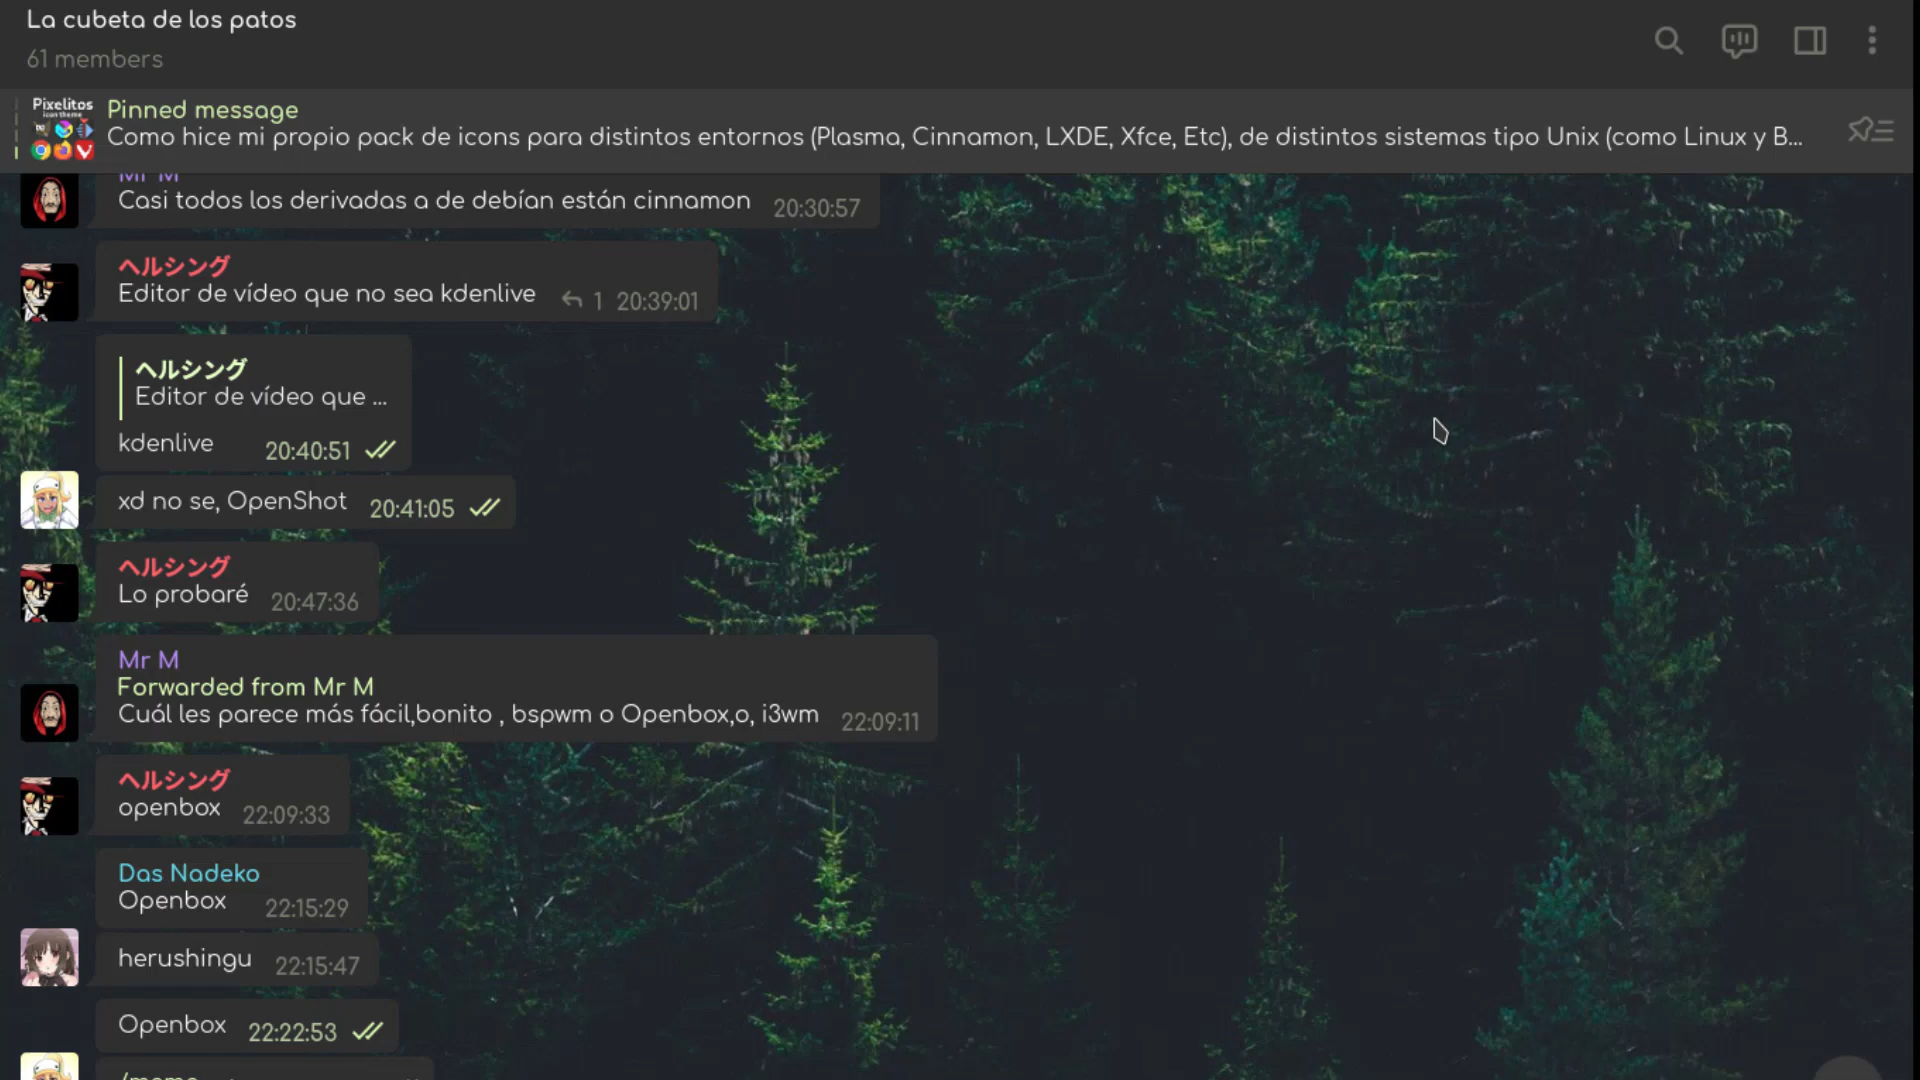 La cubeta de los patos
61 members
Pixelitos
icon theme
Pinned message
Como hice mi propio pack de icons para distintos entornos (Plasma, Cinnamon, LXDE, Xfce, Etc), de distintos sistemas tipo Unix (como Linux y B...
Mr M
Casi todos los derivadas a de debían están cinnamon 20:30:57
ヘルシング
Editor de vídeo que no sea kdenlive 1 20:39:01
ヘルシング
Editor de vídeo que ...
kdenlive 20:40:51
xd no se, OpenShot 20:41:05
ヘルシング
Lo probaré 20:47:36
Mr M
Forwarded from Mr M
Cuál les parece más fácil,bonito , bspwm o Openbox,o, i3wm 22:09:11
ヘルシング
openbox 22:09:33
Das Nadeko
Openbox 22:15:29
herushingu 22:15:47
Openbox 22:22:53